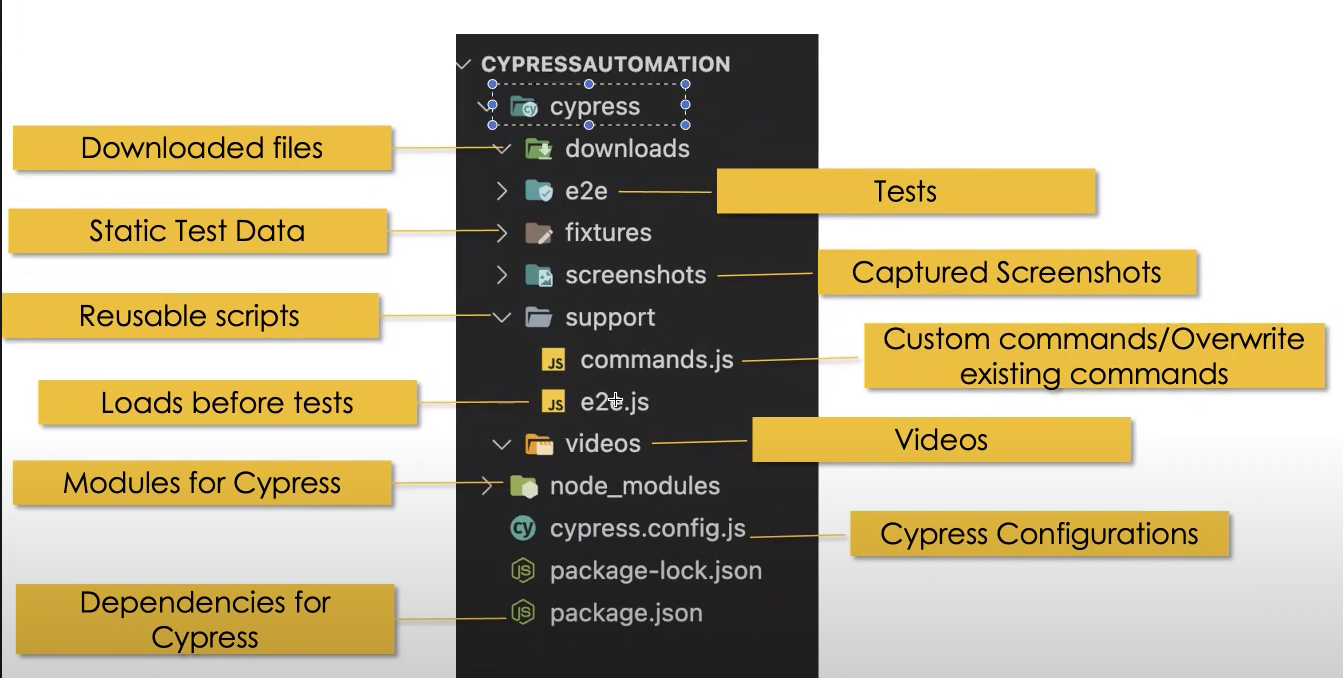 CYPRESSAUTOMATION
cypress
Downloaded files
downloads
e2e
Tests
Static Test Data
fixtures
screenshots
Captured Screenshots
Reusable scripts
support
commands.js
Custom commands/Overwrite
existing commands
Loads before tests
e2e.js
videos
Videos
Modules for Cypress
node_modules
cypress.config.js
Cypress Configurations
package-lock.json
Dependencies for
Cypress
package.json